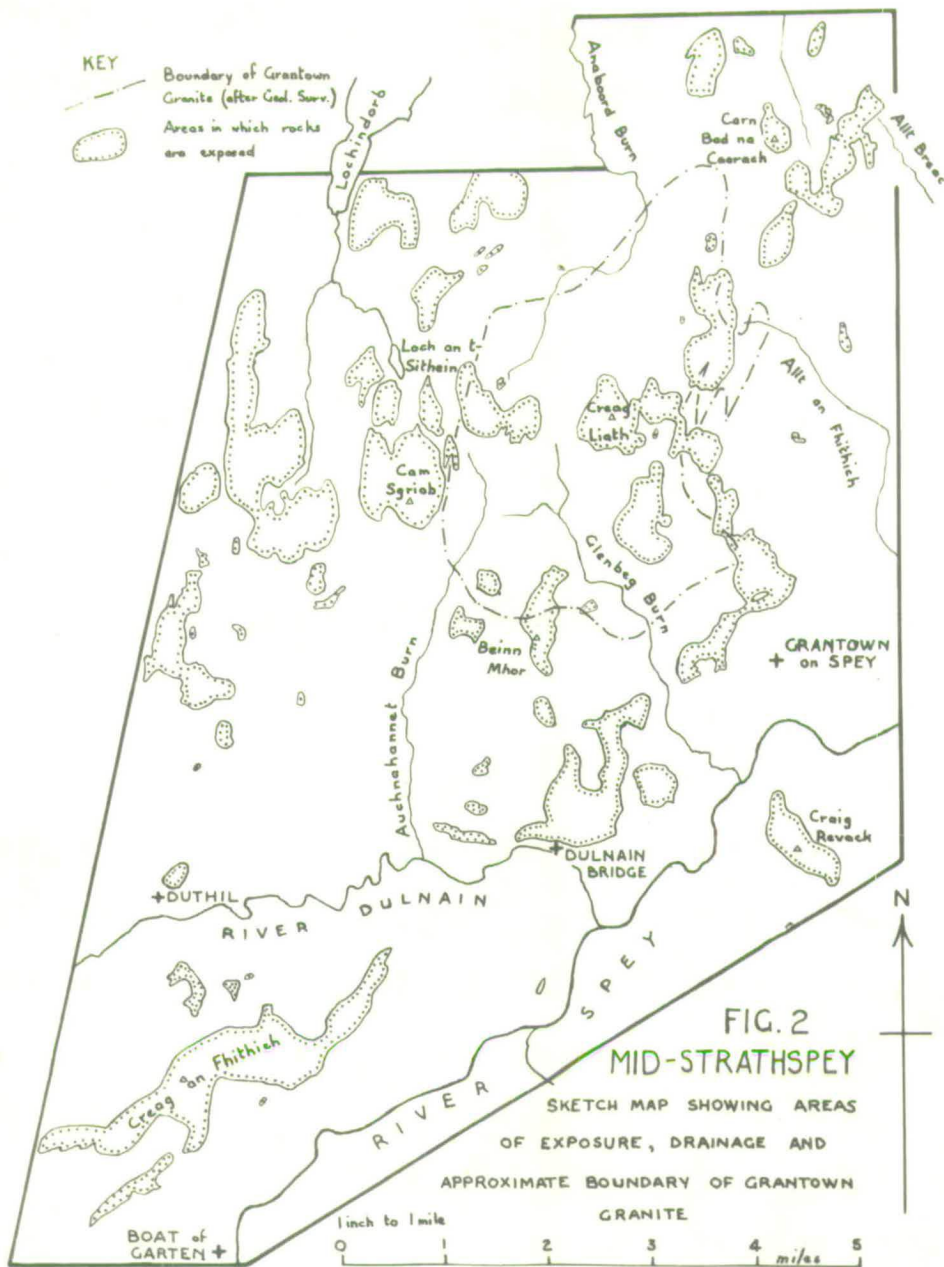 KEY
Boundary of Grantown
Granite (after Geol. Surv.)
Areas in which rocks
are exposed
Lochindorb
Anaboord Burn
Carn
Bad na
Caorach
Allt Breac
Loch an t-
Sithein
Creag
Liath
Allt an Fhithich
Cam
Sgriob
Glenbeg Burn
Beinn
Mhor
GRANTOWN
on SPEY
Auchnahannet Burn
Craig
Revack
DULNAIN
BRIDGE
DUTHIL
RIVER DULNAIN
N
Creag an Fhithich
RIVER SPEY
FIG. 2
MID-STRATHSPEY
SKETCH MAP SHOWING AREAS
OF EXPOSURE, DRAINAGE AND
APPROXIMATE BOUNDARY OF GRANTOWN
GRANITE
BOAT of
GARTEN
1 inch to 1 mile
0 1 2 3 4 5
miles